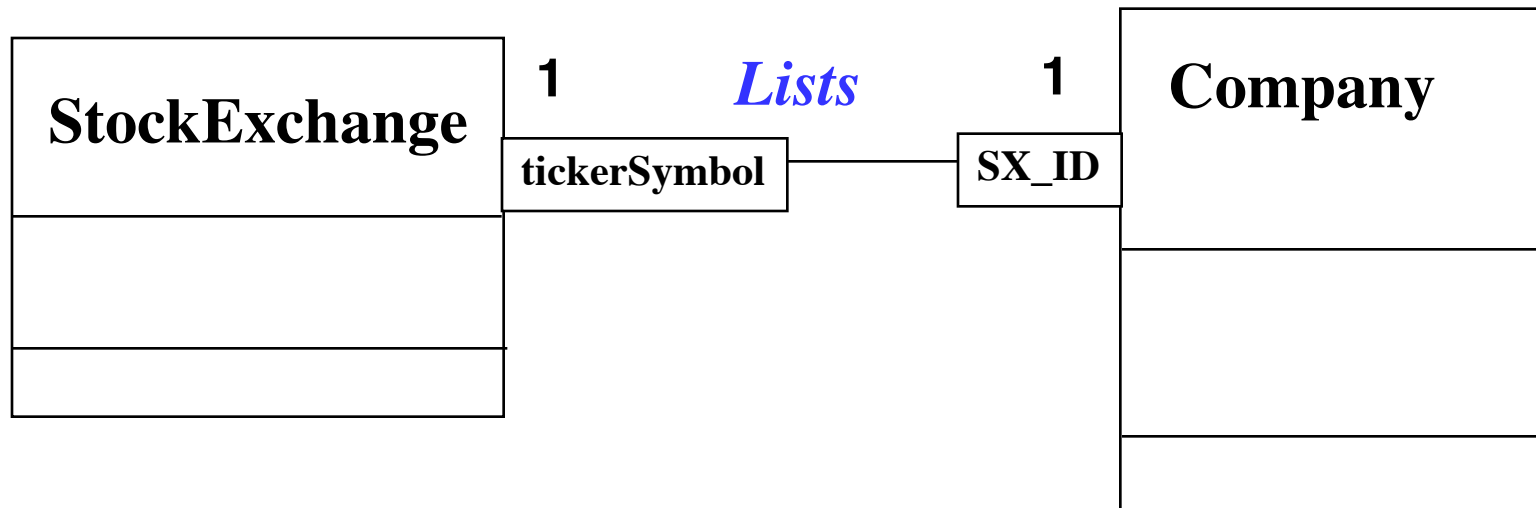 StockExchange
1
Lists
1
Company
tickerSymbol
SX_ID